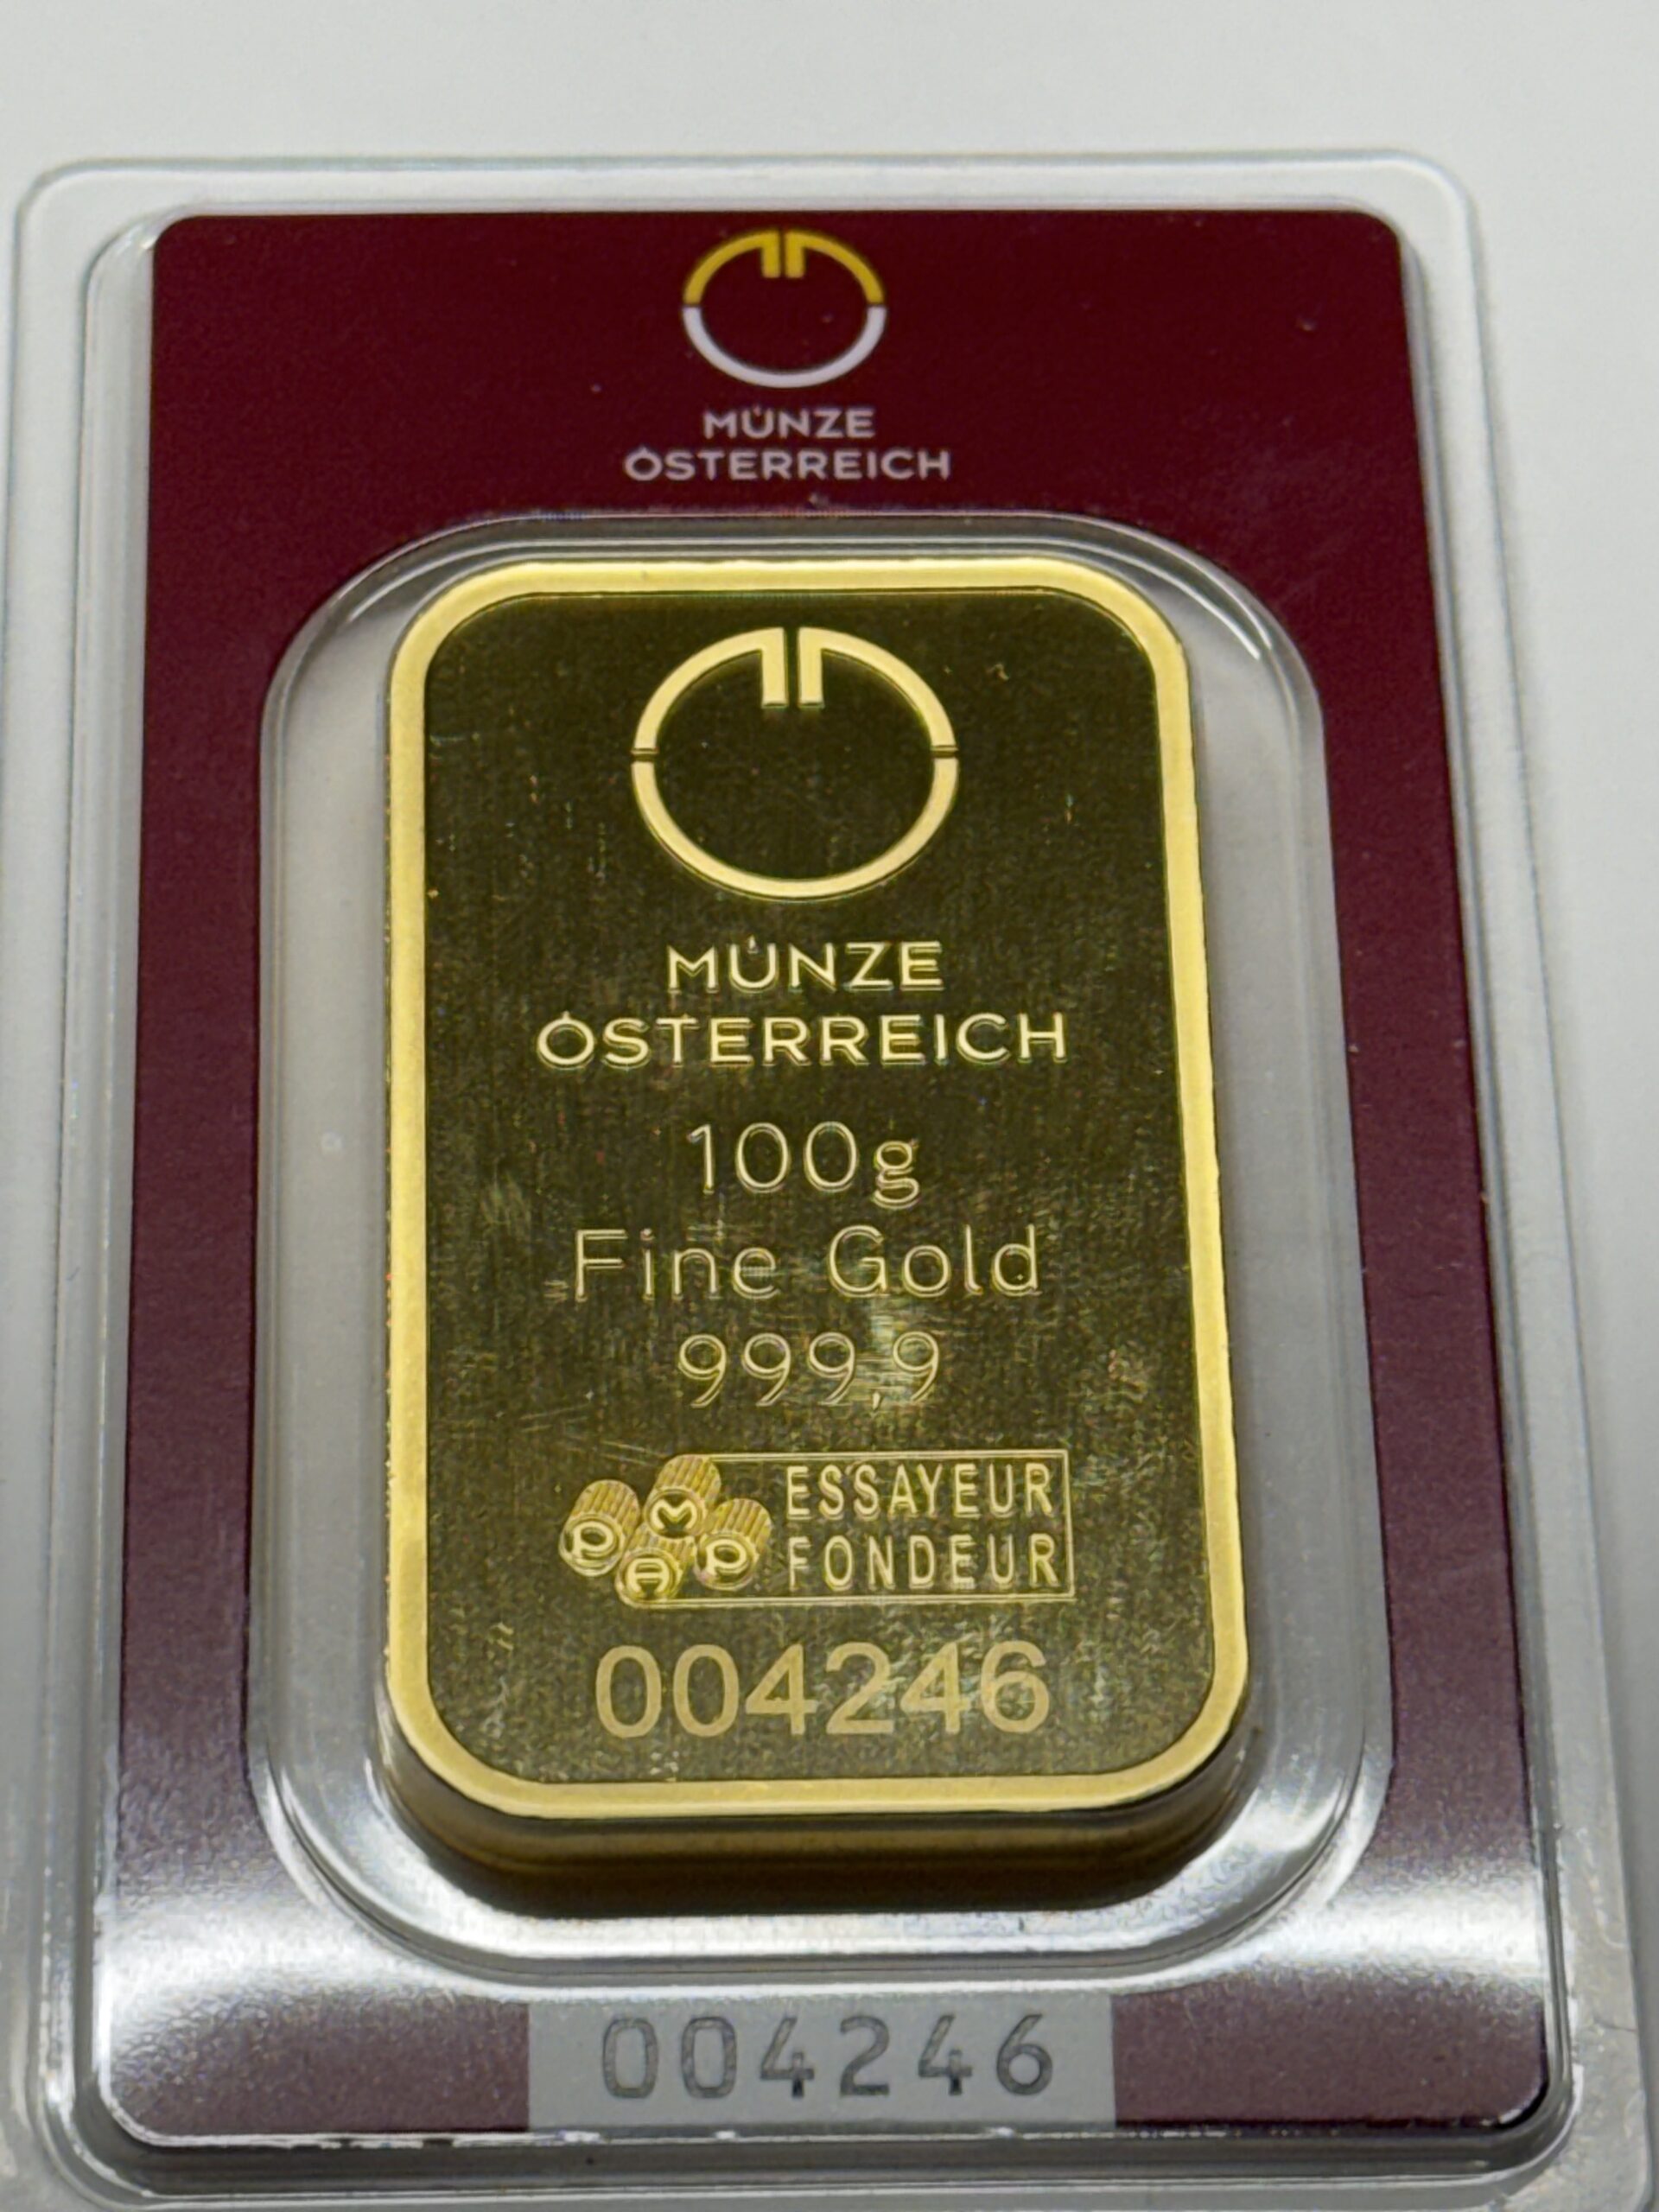 MÜNZE
ÖSTERREICH
MÜNZE
ÖSTERREICH
100g
Fine Gold
999,9
PAMP ESSAYEUR
FONDEUR
004246
004246